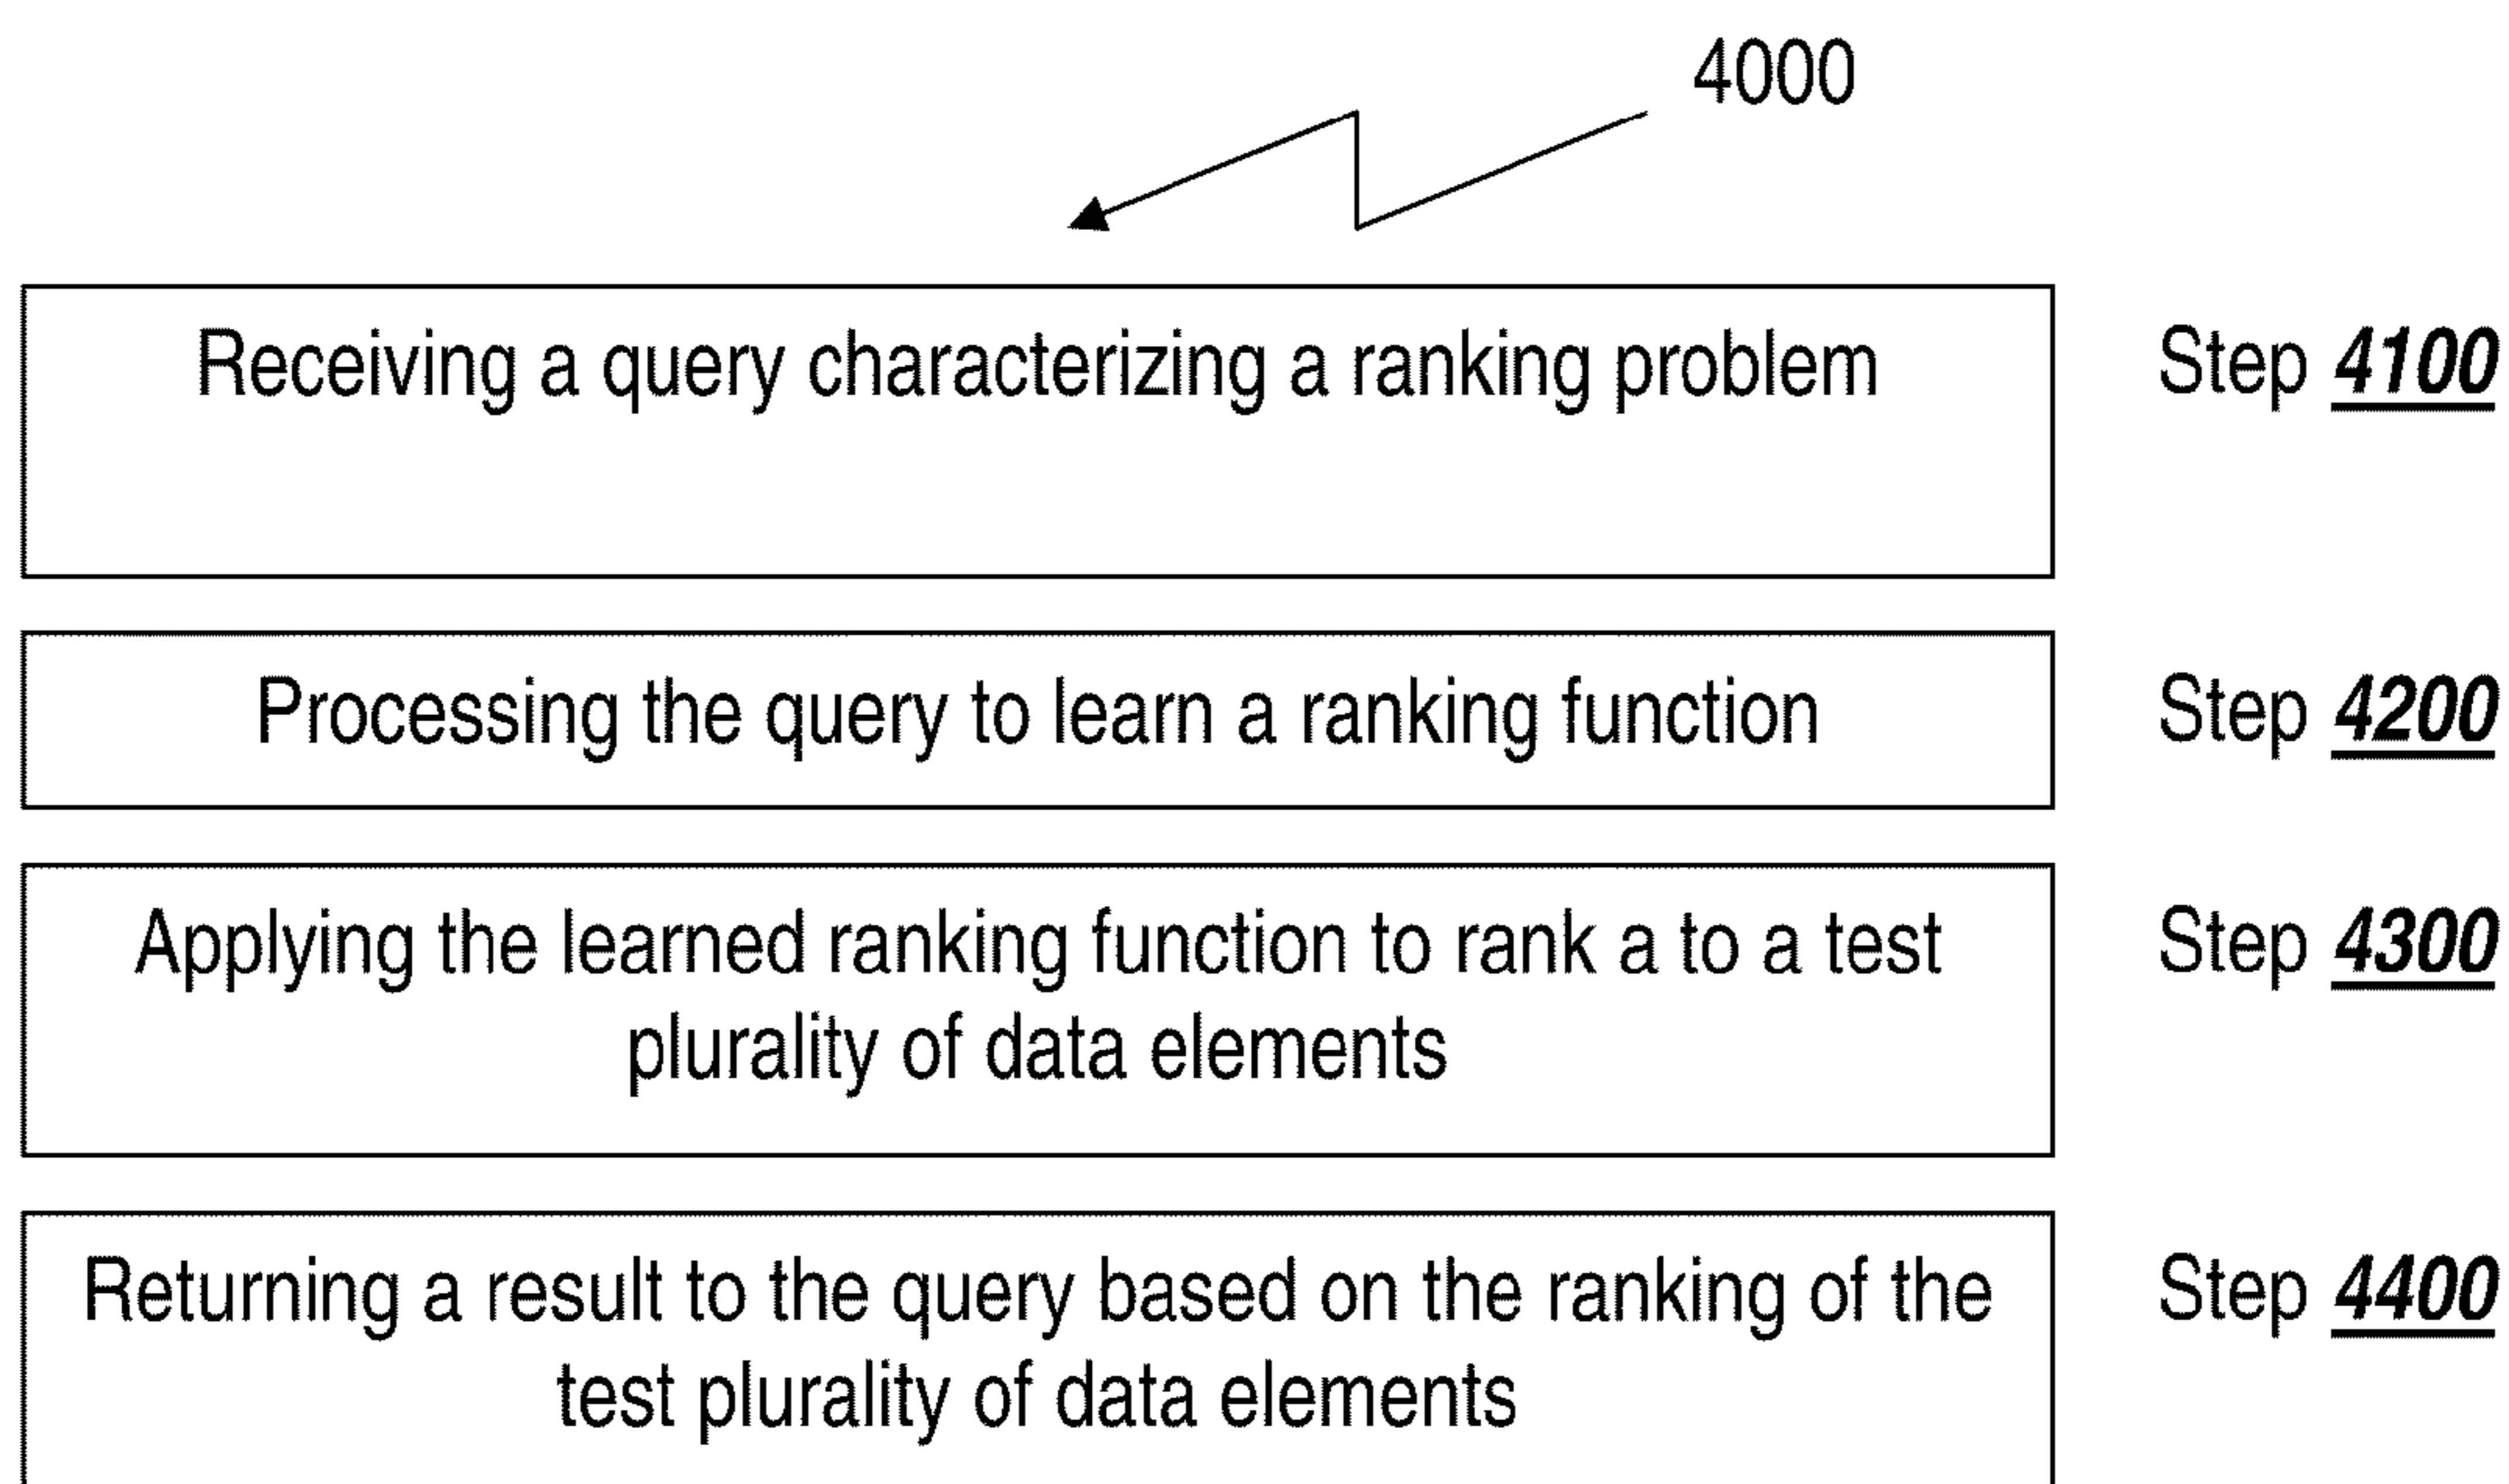 4000
Receiving a query characterizing a ranking problem
Step 4100
Processing the query to learn a ranking function
Step 4200
Applying the learned ranking function to rank a to a test
plurality of data elements
Step 4300
Returning a result to the query based on the ranking of the
test plurality of data elements
Step 4400